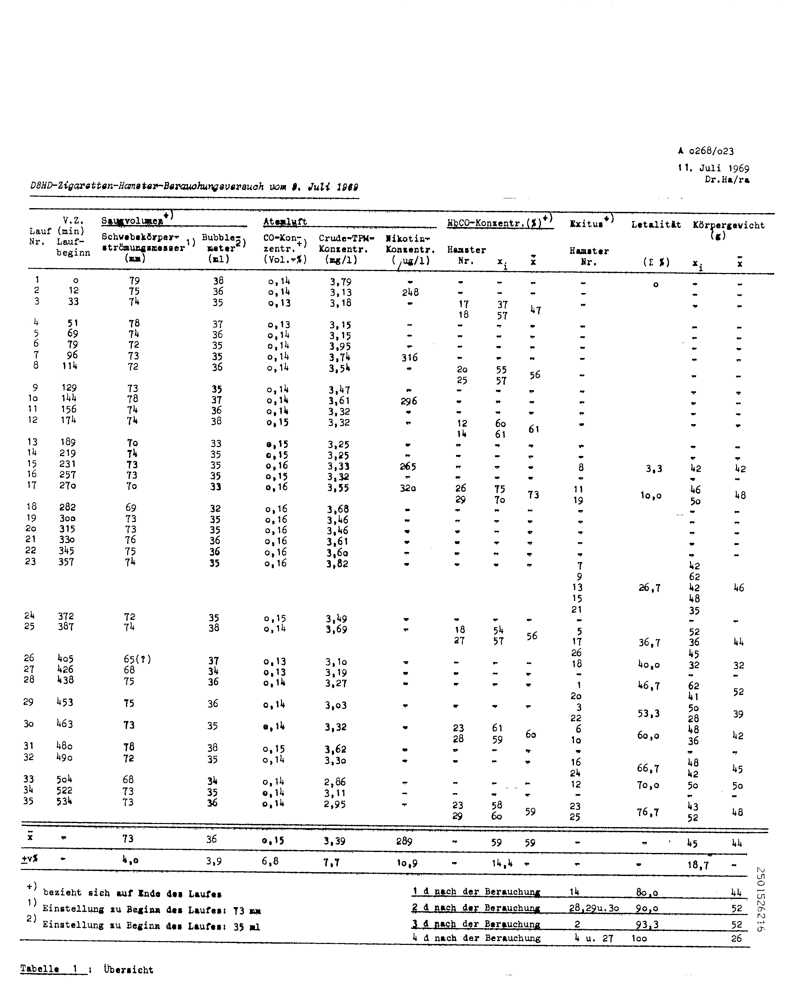 A o268/o23
11. Juli 1969
Dr.Ha/ra
D8HD-Zigaretten-Hamster-Berauchungsversuch vom 8. Juli 1969
Lauf Nr. | V.Z. (min) Lauf-beginn | Saugvolumen+) | Atemluft | HbCO-Konzentr.(%)+) | Exitus+) | Letalität | Körpergewicht (g)
Schwebekörper-strömungsmesser 1) (mm) | Bubble-meter2) (ml) | CO-Kon-+) zentr. (Vol.-%) | Crude-TPM-Konzentr. (mg/l) | Nikotin-Konzentr. (µg/l) | Hamster Nr. | xi | x̄ | Hamster Nr. | (Σ %) | xi | x̄
1 o 79 38 o,14 3,79 - - - - - o - -
2 12 75 36 o,14 3,13 248 - - - - - -
3 33 74 35 o,13 3,18 - 17 37 47 - - -
18 57
4 51 78 37 o,13 3,15 - - - - - - -
5 69 74 36 o,14 3,15 - - - - - - -
6 79 72 35 o,14 3,95 - - - - - - -
7 96 73 35 o,14 3,74 316 - - - - - -
8 114 72 36 o,14 3,54 - 2o 55 56 - - -
25 57
9 129 73 35 o,14 3,47 - - - - - - -
1o 144 78 37 o,14 3,61 296 - - - - - -
11 156 74 36 o,14 3,32 - - - - - - -
12 174 74 38 o,15 3,32 - 12 6o 61 - - -
14 61
13 189 7o 33 o,15 3,25 - - - - - - -
14 219 74 35 o,15 3,25 - - - - - - -
15 231 73 35 o,16 3,33 265 - - - 8 3,3 42 42
16 257 73 35 o,15 3,32 - - - - - - -
17 27o 7o 33 o,16 3,55 32o 26 75 73 11 1o,o 46 48
29 7o 19 5o
18 282 69 32 o,16 3,68 - - - - - - -
19 3oo 73 35 o,16 3,46 - - - - - - -
2o 315 73 35 o,16 3,46 - - - - - - -
21 33o 76 36 o,16 3,61 - - - - - - -
22 345 75 36 o,16 3,6o - - - - - - -
23 357 74 35 o,16 3,82 - - - - 7 42
9 62
13 26,7 42 46
15 48
21 35
24 372 72 35 o,15 3,49 - - - - - - -
25 387 74 38 o,14 3,69 - 18 54 56 5 52
27 57 17 36,7 36 44
26 45
26 4o5 65(?) 37 o,13 3,1o - - - - 18 4o,o 32 32
27 426 68 34 o,13 3,19 - - - - - - -
28 438 75 36 o,14 3,27 - - - - 1 46,7 62 52
2o 41
29 453 75 36 o,14 3,o3 - - - - 3 53,3 5o 39
22 28
3o 463 73 35 o,14 3,32 - 23 61 6o 6 6o,o 48 42
28 59 1o 36
31 48o 78 38 o,15 3,62 - - - - - - -
32 49o 72 35 o,14 3,3o - - - - 16 66,7 48 45
24 42
33 5o4 68 34 o,14 2,86 - - - - 12 7o,o 5o 5o
34 522 73 35 o,14 3,11 - - - - - - -
35 534 73 36 o,14 2,95 - 23 58 59 23 76,7 43 48
29 6o 25 52
x̄ - 73 36 o,15 3,39 289 - 59 59 - - 45 44
+v% - 4,o 3,9 6,8 7,7 1o,9 - 14,4 - - 18,7 -
+) bezieht sich auf Ende des Laufes
1) Einstellung zu Beginn des Laufes: 73 mm
2) Einstellung zu Beginn des Laufes: 35 ml
1 d nach der Berauchung 14 8o,o 44
2 d nach der Berauchung 28,29u.3o 9o,o 52
3 d nach der Berauchung 2 93,3 52
4 d nach der Berauchung 4 u. 27 1oo 26
2501526216
Tabelle 1 : Übersicht